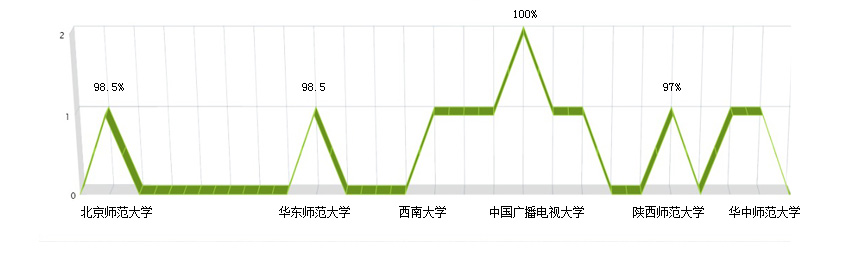 100%
2
98.5%
98.5
97%
1
0
北京师范大学
华东师范大学
西南大学
中国广播电视大学
陕西师范大学
华中师范大学